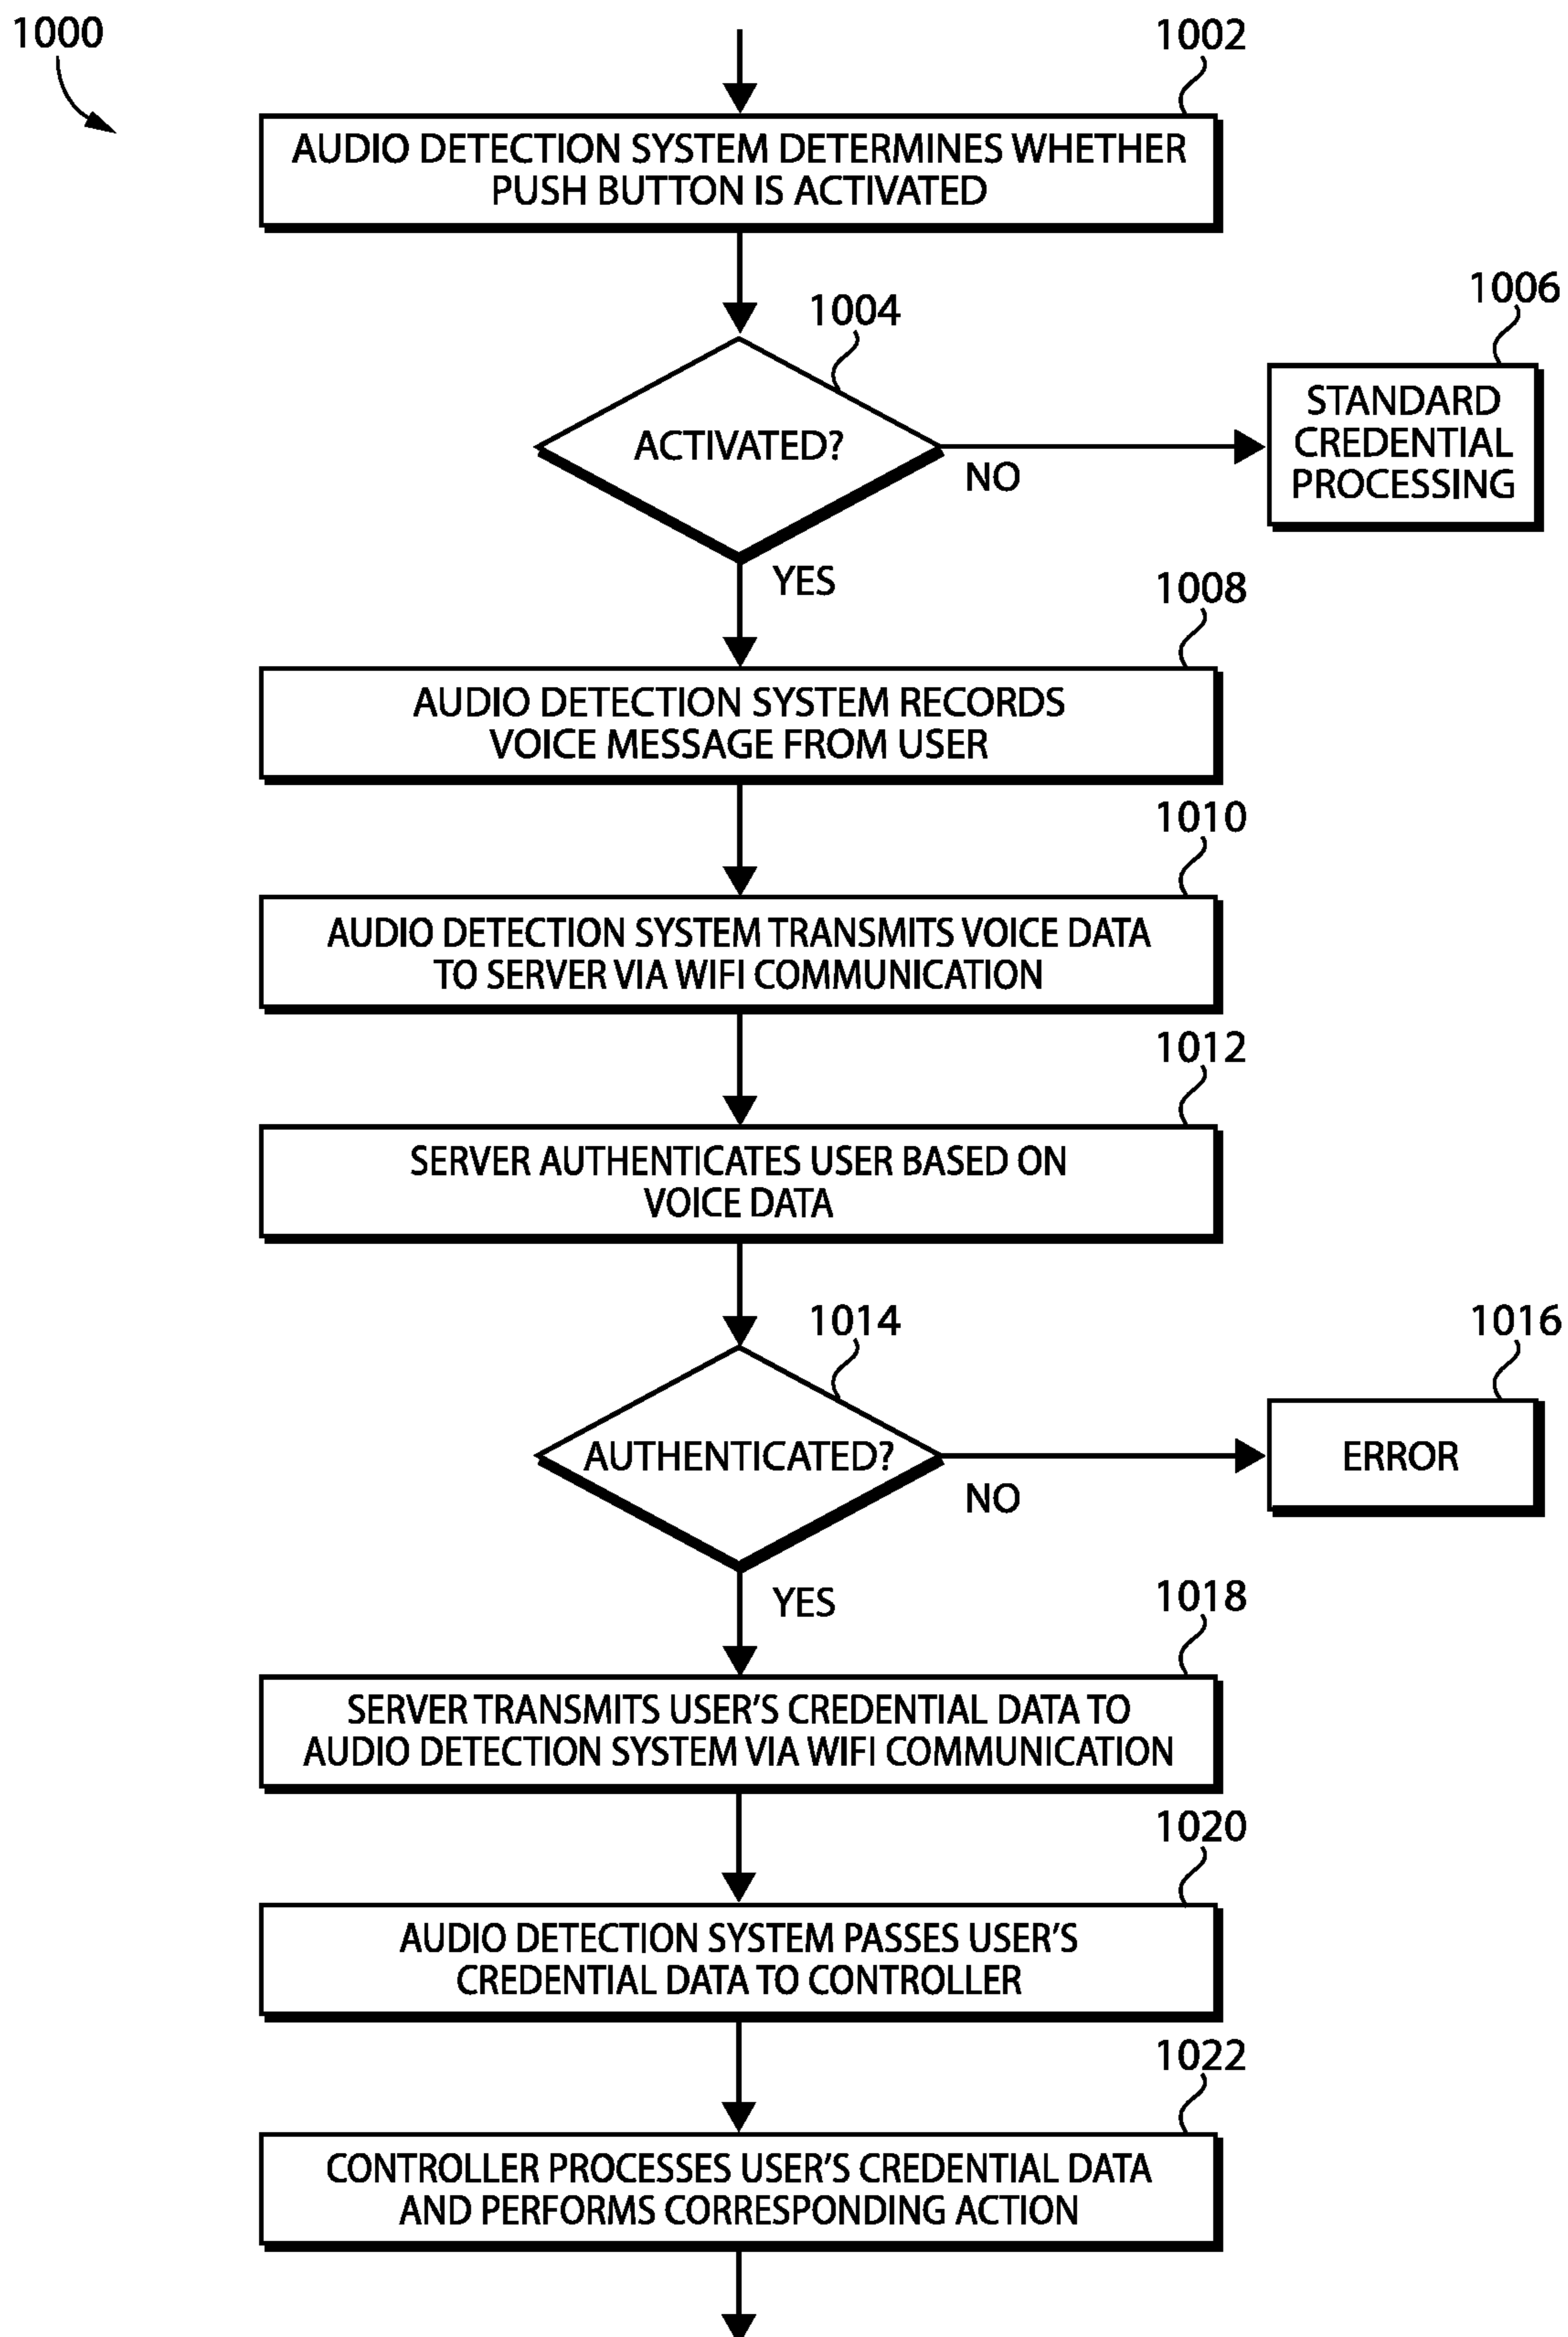 1000
1002
AUDIO DETECTION SYSTEM DETERMINES WHETHER
PUSH BUTTON IS ACTIVATED
1004
ACTIVATED?
NO
1006
STANDARD
CREDENTIAL
PROCESSING
YES
1008
AUDIO DETECTION SYSTEM RECORDS
VOICE MESSAGE FROM USER
1010
AUDIO DETECTION SYSTEM TRANSMITS VOICE DATA
TO SERVER VIA WIFI COMMUNICATION
1012
SERVER AUTHENTICATES USER BASED ON
VOICE DATA
1014
AUTHENTICATED?
NO
1016
ERROR
YES
1018
SERVER TRANSMITS USER’S CREDENTIAL DATA TO
AUDIO DETECTION SYSTEM VIA WIFI COMMUNICATION
1020
AUDIO DETECTION SYSTEM PASSES USER’S
CREDENTIAL DATA TO CONTROLLER
1022
CONTROLLER PROCESSES USER’S CREDENTIAL DATA
AND PERFORMS CORRESPONDING ACTION